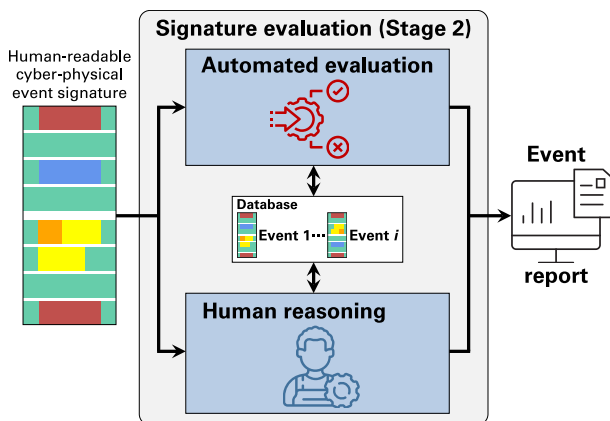 Signature evaluation (Stage 2)
Human-readable
cyber-physical
event signature
Automated evaluation
Database
Event 1 ··· Event i
Human reasoning
Event
report